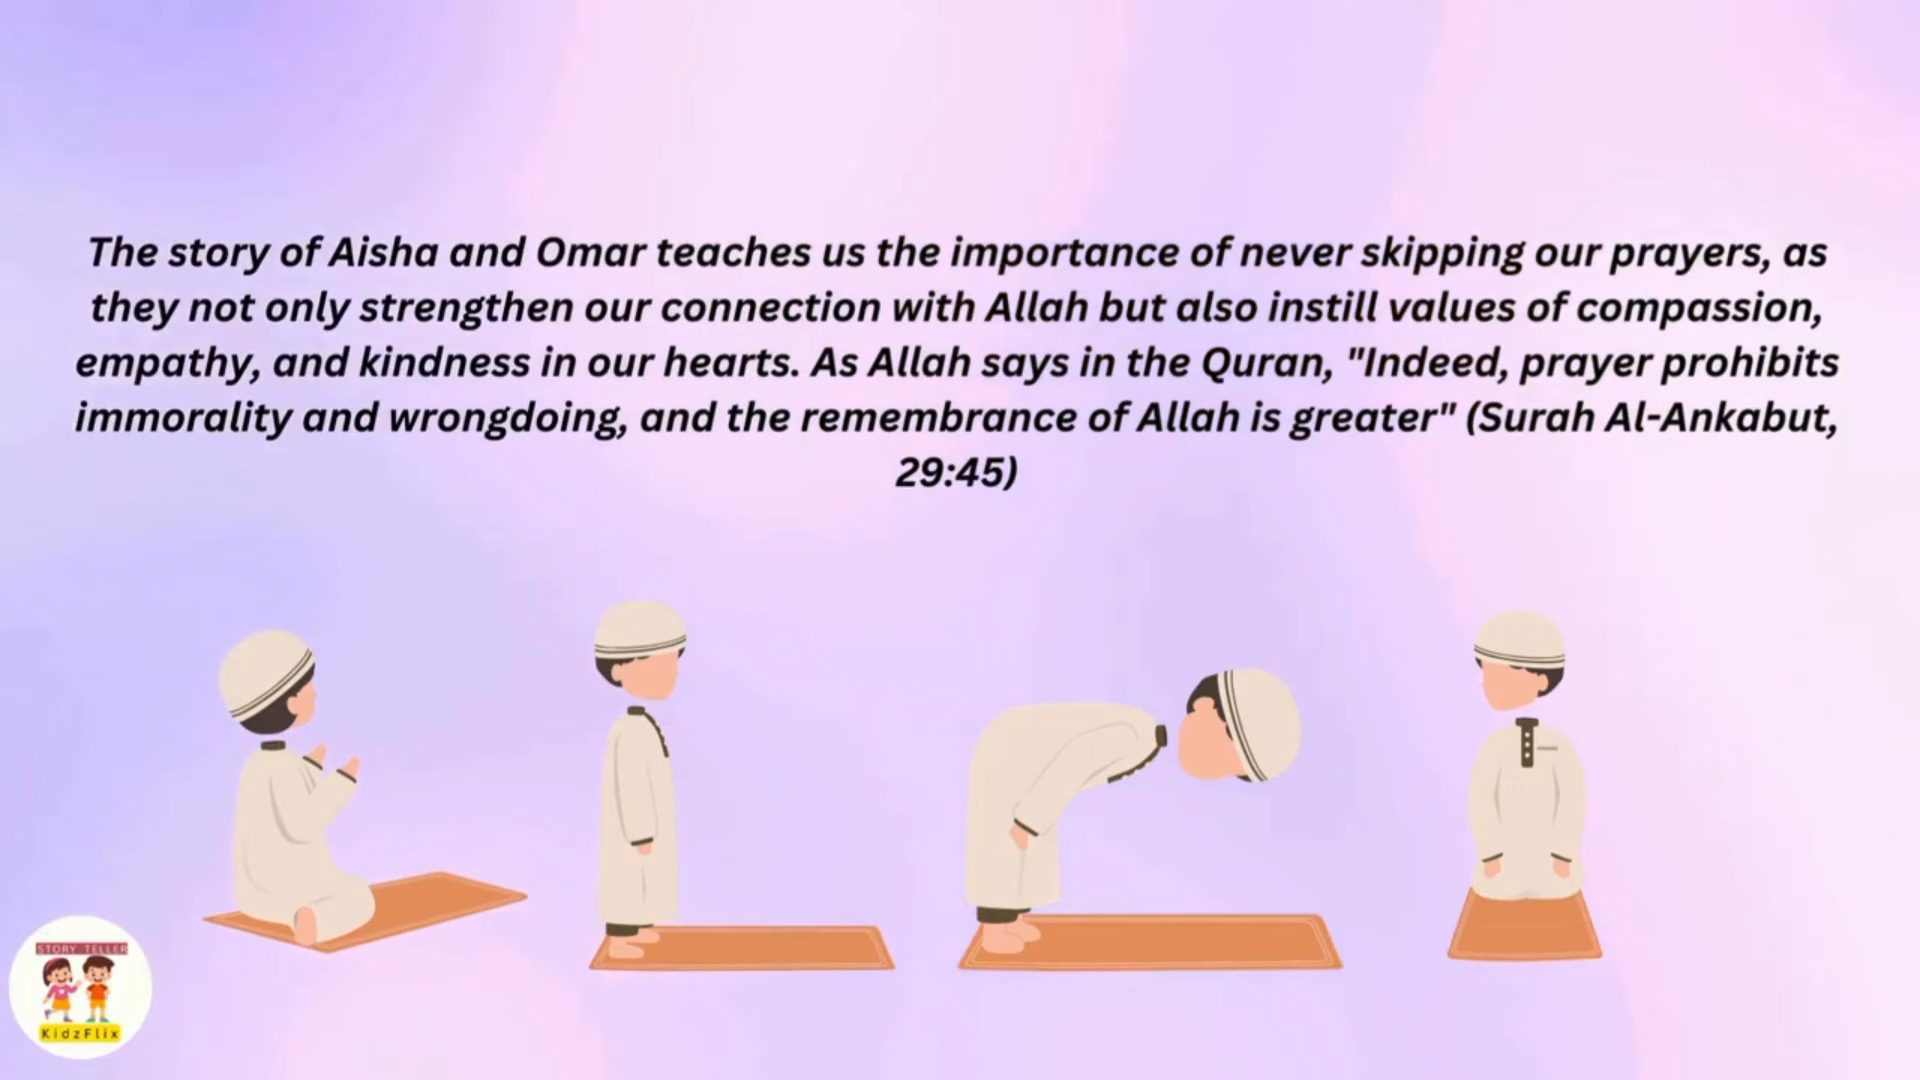 The story of Aisha and Omar teaches us the importance of never skipping our prayers, as
they not only strengthen our connection with Allah but also instill values of compassion,
empathy, and kindness in our hearts. As Allah says in the Quran, "Indeed, prayer prohibits
immorality and wrongdoing, and the remembrance of Allah is greater" (Surah Al-Ankabut,
29:45)
STORY TELLER
KidzFlix